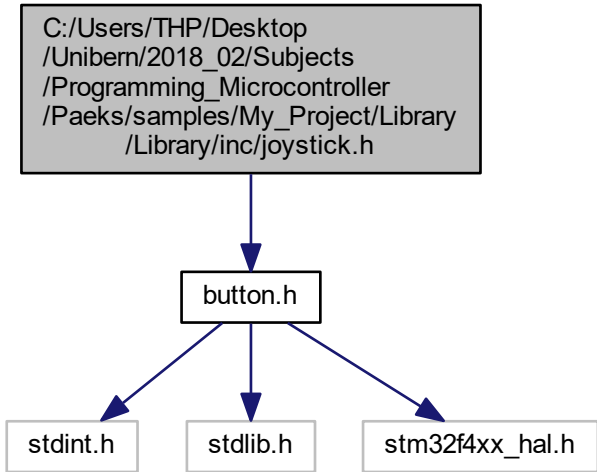 C:/Users/THP/Desktop
/Unibern/2018_02/Subjects
/Programming_Microcontroller
/Paeks/samples/My_Project/Library
/Library/inc/joystick.h
button.h
stdint.h
stdlib.h
stm32f4xx_hal.h